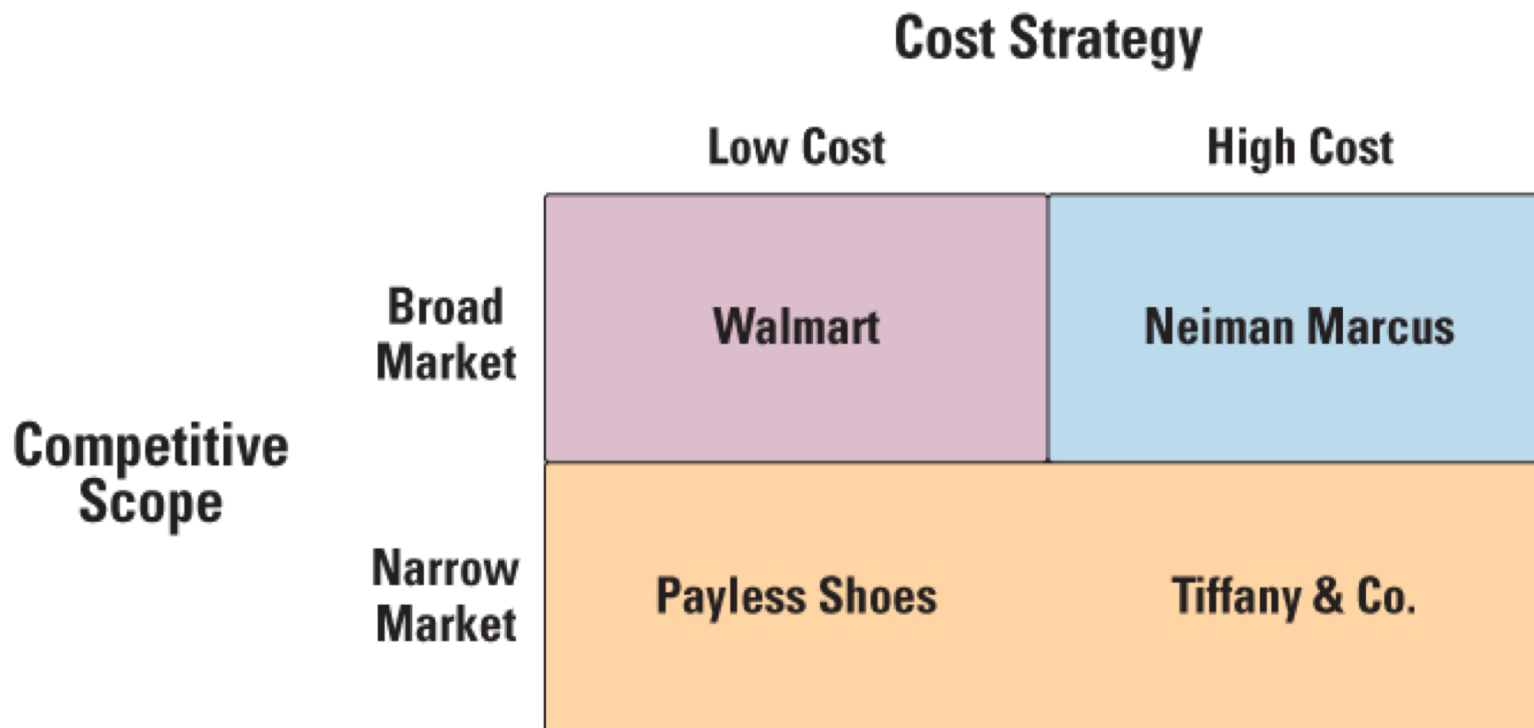 Cost Strategy
Low Cost
High Cost
Broad
Market
Walmart
Neiman Marcus
Competitive
Scope
Narrow
Market
Payless Shoes
Tiffany & Co.